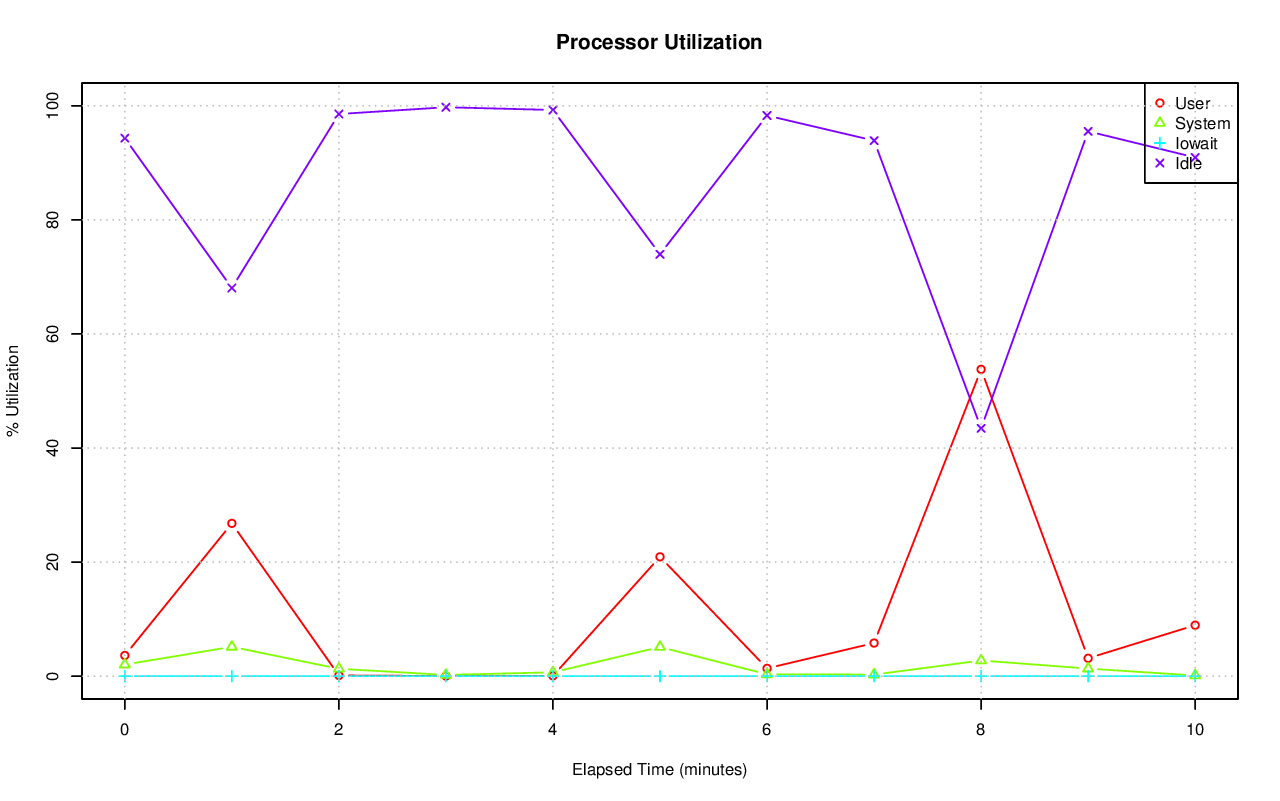 Processor Utilization
100
80
60
40
20
0
% Utilization
User
System
Iowait
Idle
0 2 4 6 8 10
Elapsed Time (minutes)